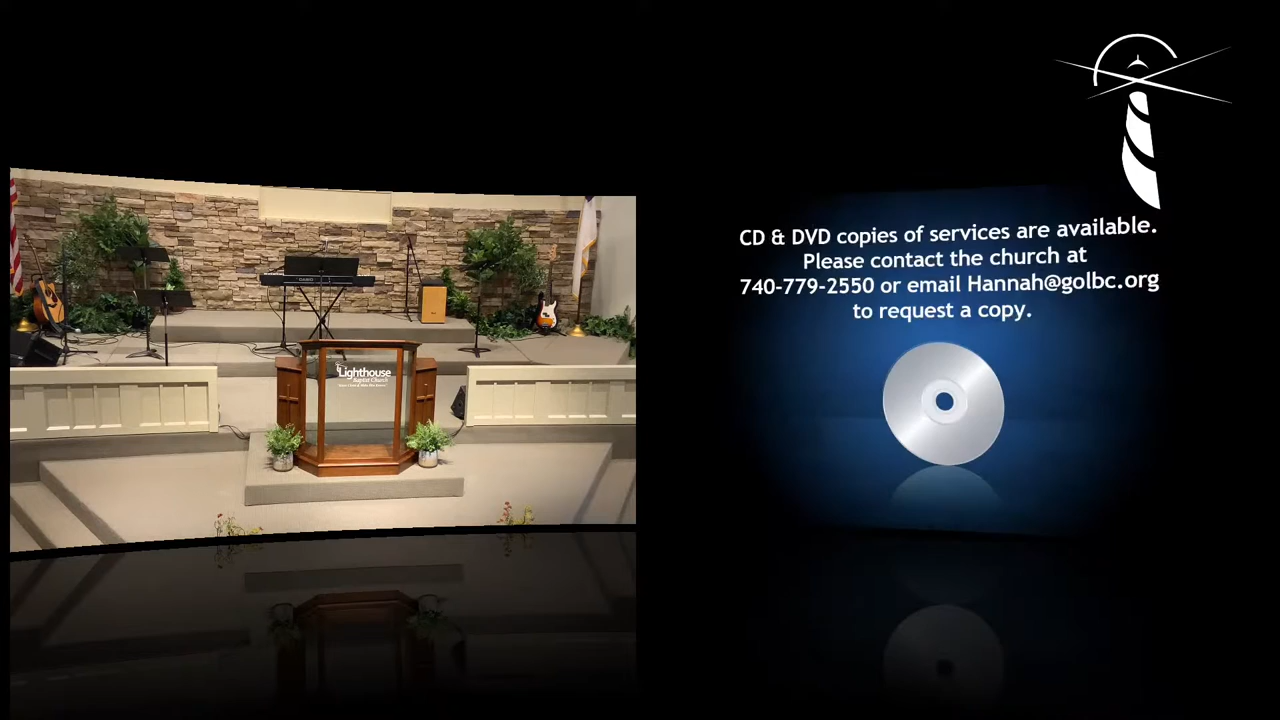 Lighthouse
Baptist Church
CD & DVD copies of services are available.
Please contact the church at
740-779-2550 or email Hannah@golbc.org
to request a copy.